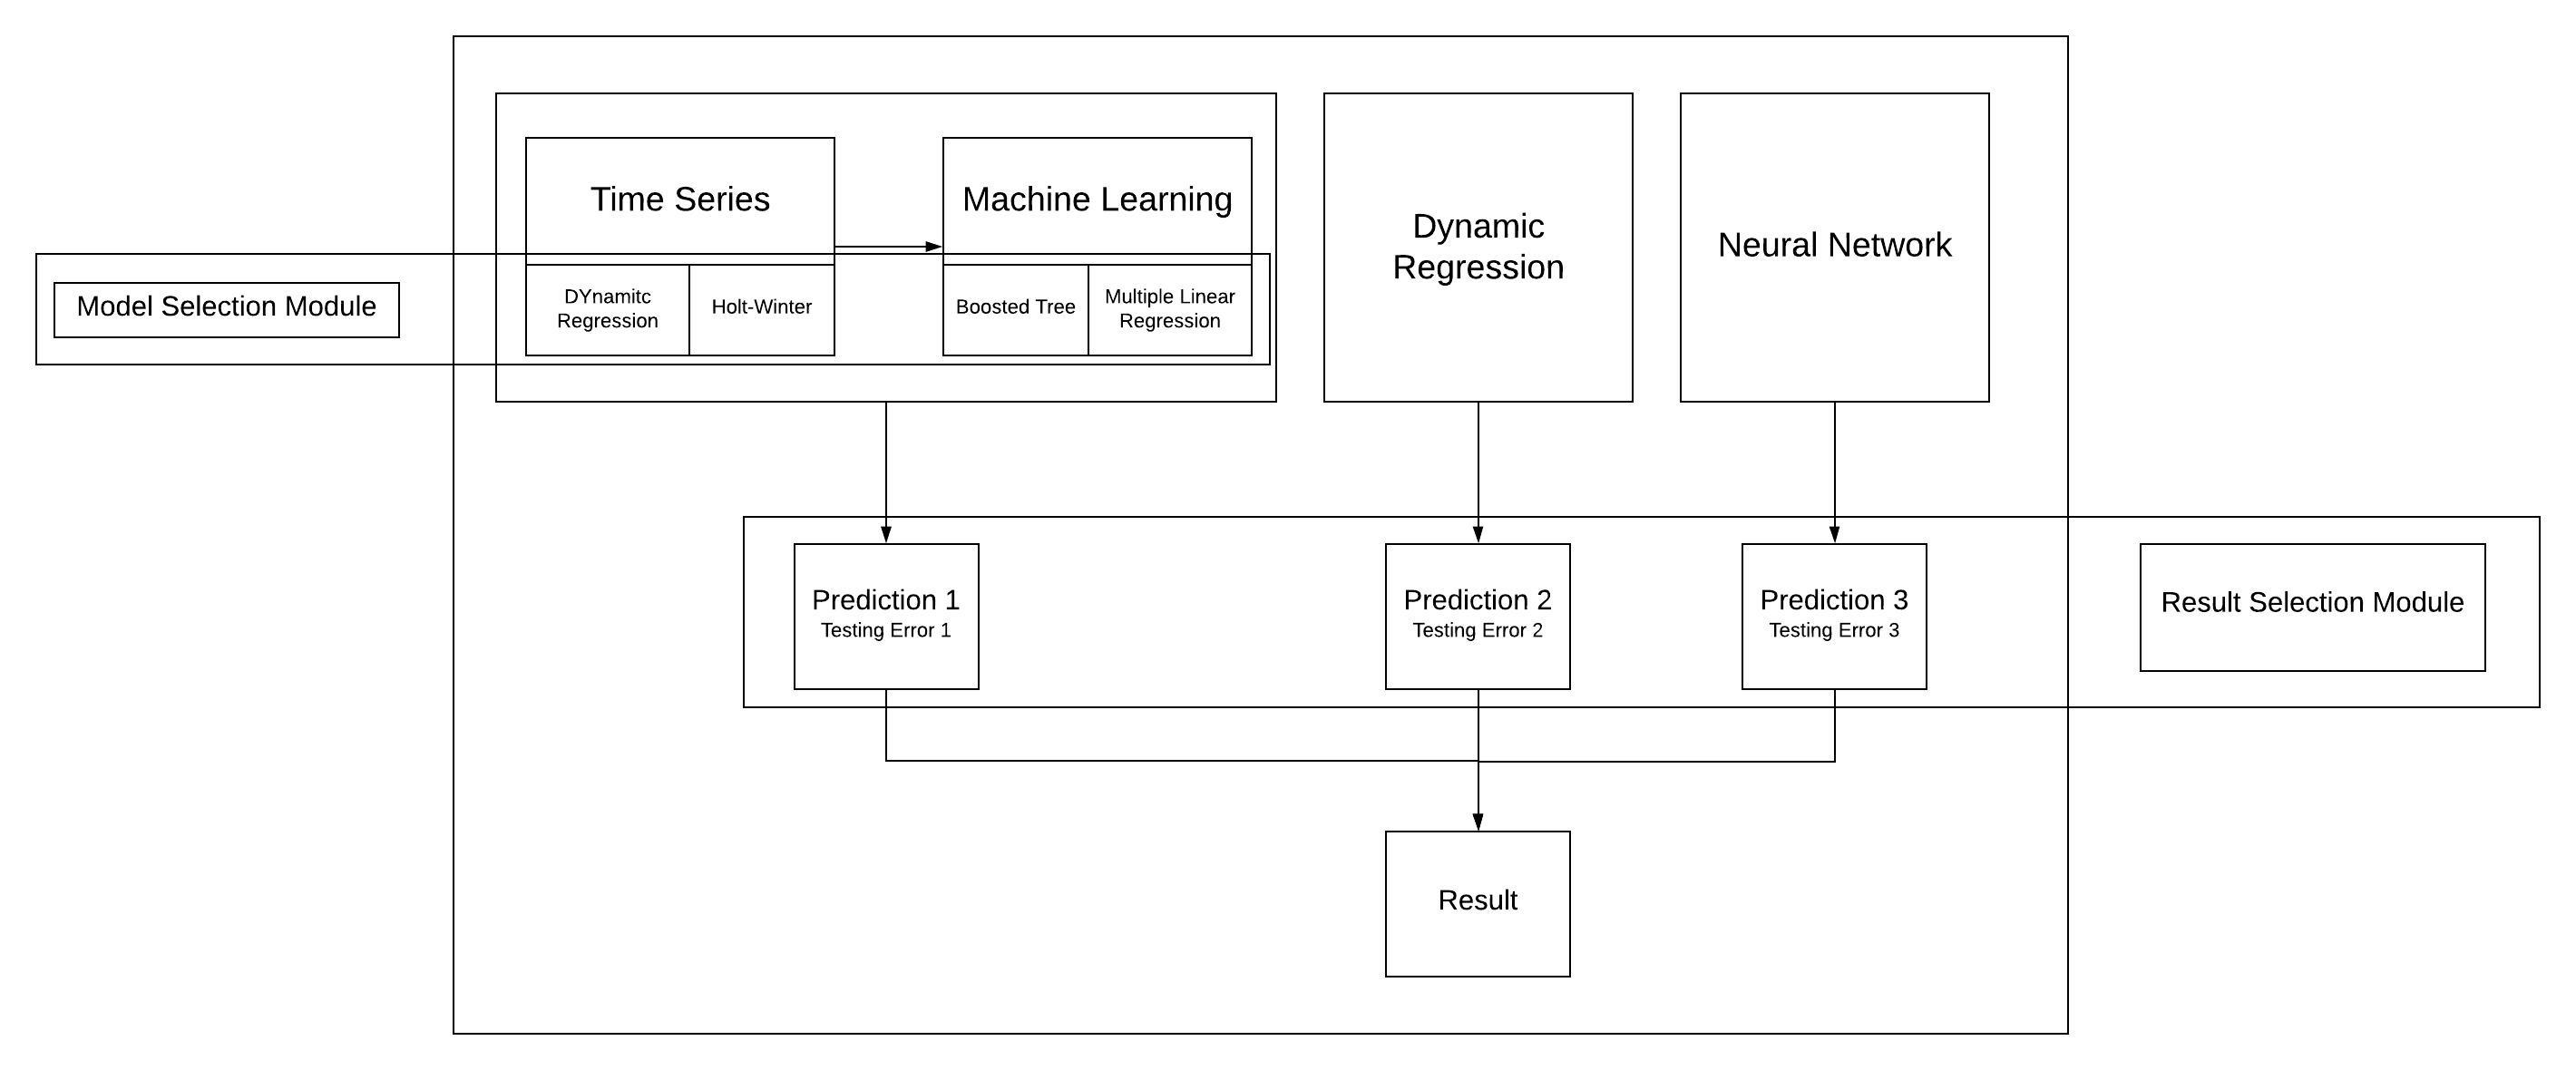 Time Series
Machine Learning
Dynamic
Regression
Neural Network
Model Selection Module
DYnamitc
Regression
Holt-Winter
Boosted Tree
Multiple Linear
Regression
Prediction 1
Testing Error 1
Prediction 2
Testing Error 2
Prediction 3
Testing Error 3
Result Selection Module
Result